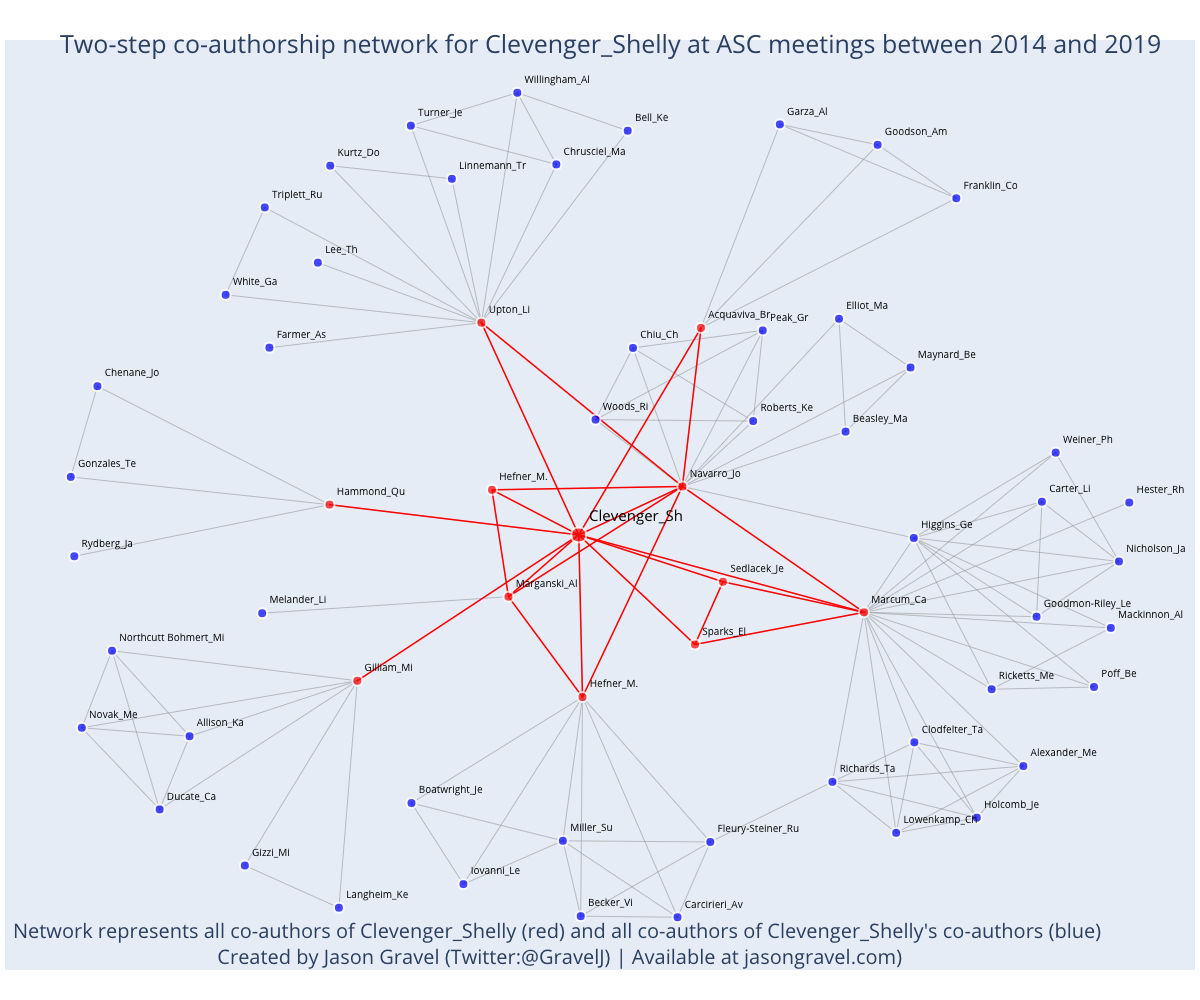 Two-step co-authorship network for Clevenger_Shelly at ASC meetings between 2014 and 2019
Willingham_Al
Turner_Je
Bell_Ke
Garza_Al
Goodson_Am
Kurtz_Do
Linnemann_Tr
Chrusciel_Ma
Franklin_Co
Triplett_Ru
Lee_Th
White_Ga
Upton_Li
Farmer_As
Acquaviva_Br
Peak_Gr
Elliot_Ma
Chiu_Ch
Maynard_Be
Chenane_Jo
Woods_Ri
Roberts_Ke
Beasley_Ma
Weiner_Ph
Gonzales_Te
Hammond_Qu
Hefner_M.
Navarro_Jo
Carter_Li
Hester_Rh
Clevenger_Sh
Higgins_Ge
Rydberg_Ja
Nicholson_Ja
Sedlacek_Je
Marganski_Al
Melander_Li
Marcum_Ca
Goodmon-Riley_Le
Mackinnon_Al
Northcutt Bohmert_Mi
Sparks_El
Gilliam_Mi
Hefner_M.
Ricketts_Me
Poff_Be
Novak_Me
Allison_Ka
Clodfelter_Ta
Alexander_Me
Richards_Ta
Ducate_Ca
Boatwright_Je
Holcomb_Je
Lowenkamp_Ch
Miller_Su
Fleury-Steiner_Ru
Gizzi_Mi
Iovanni_Le
Langheim_Ke
Becker_Vi
Carcirieri_Av
Network represents all co-authors of Clevenger_Shelly (red) and all co-authors of Clevenger_Shelly's co-authors (blue)
Created by Jason Gravel (Twitter:@GravelJ) | Available at jasongravel.com)